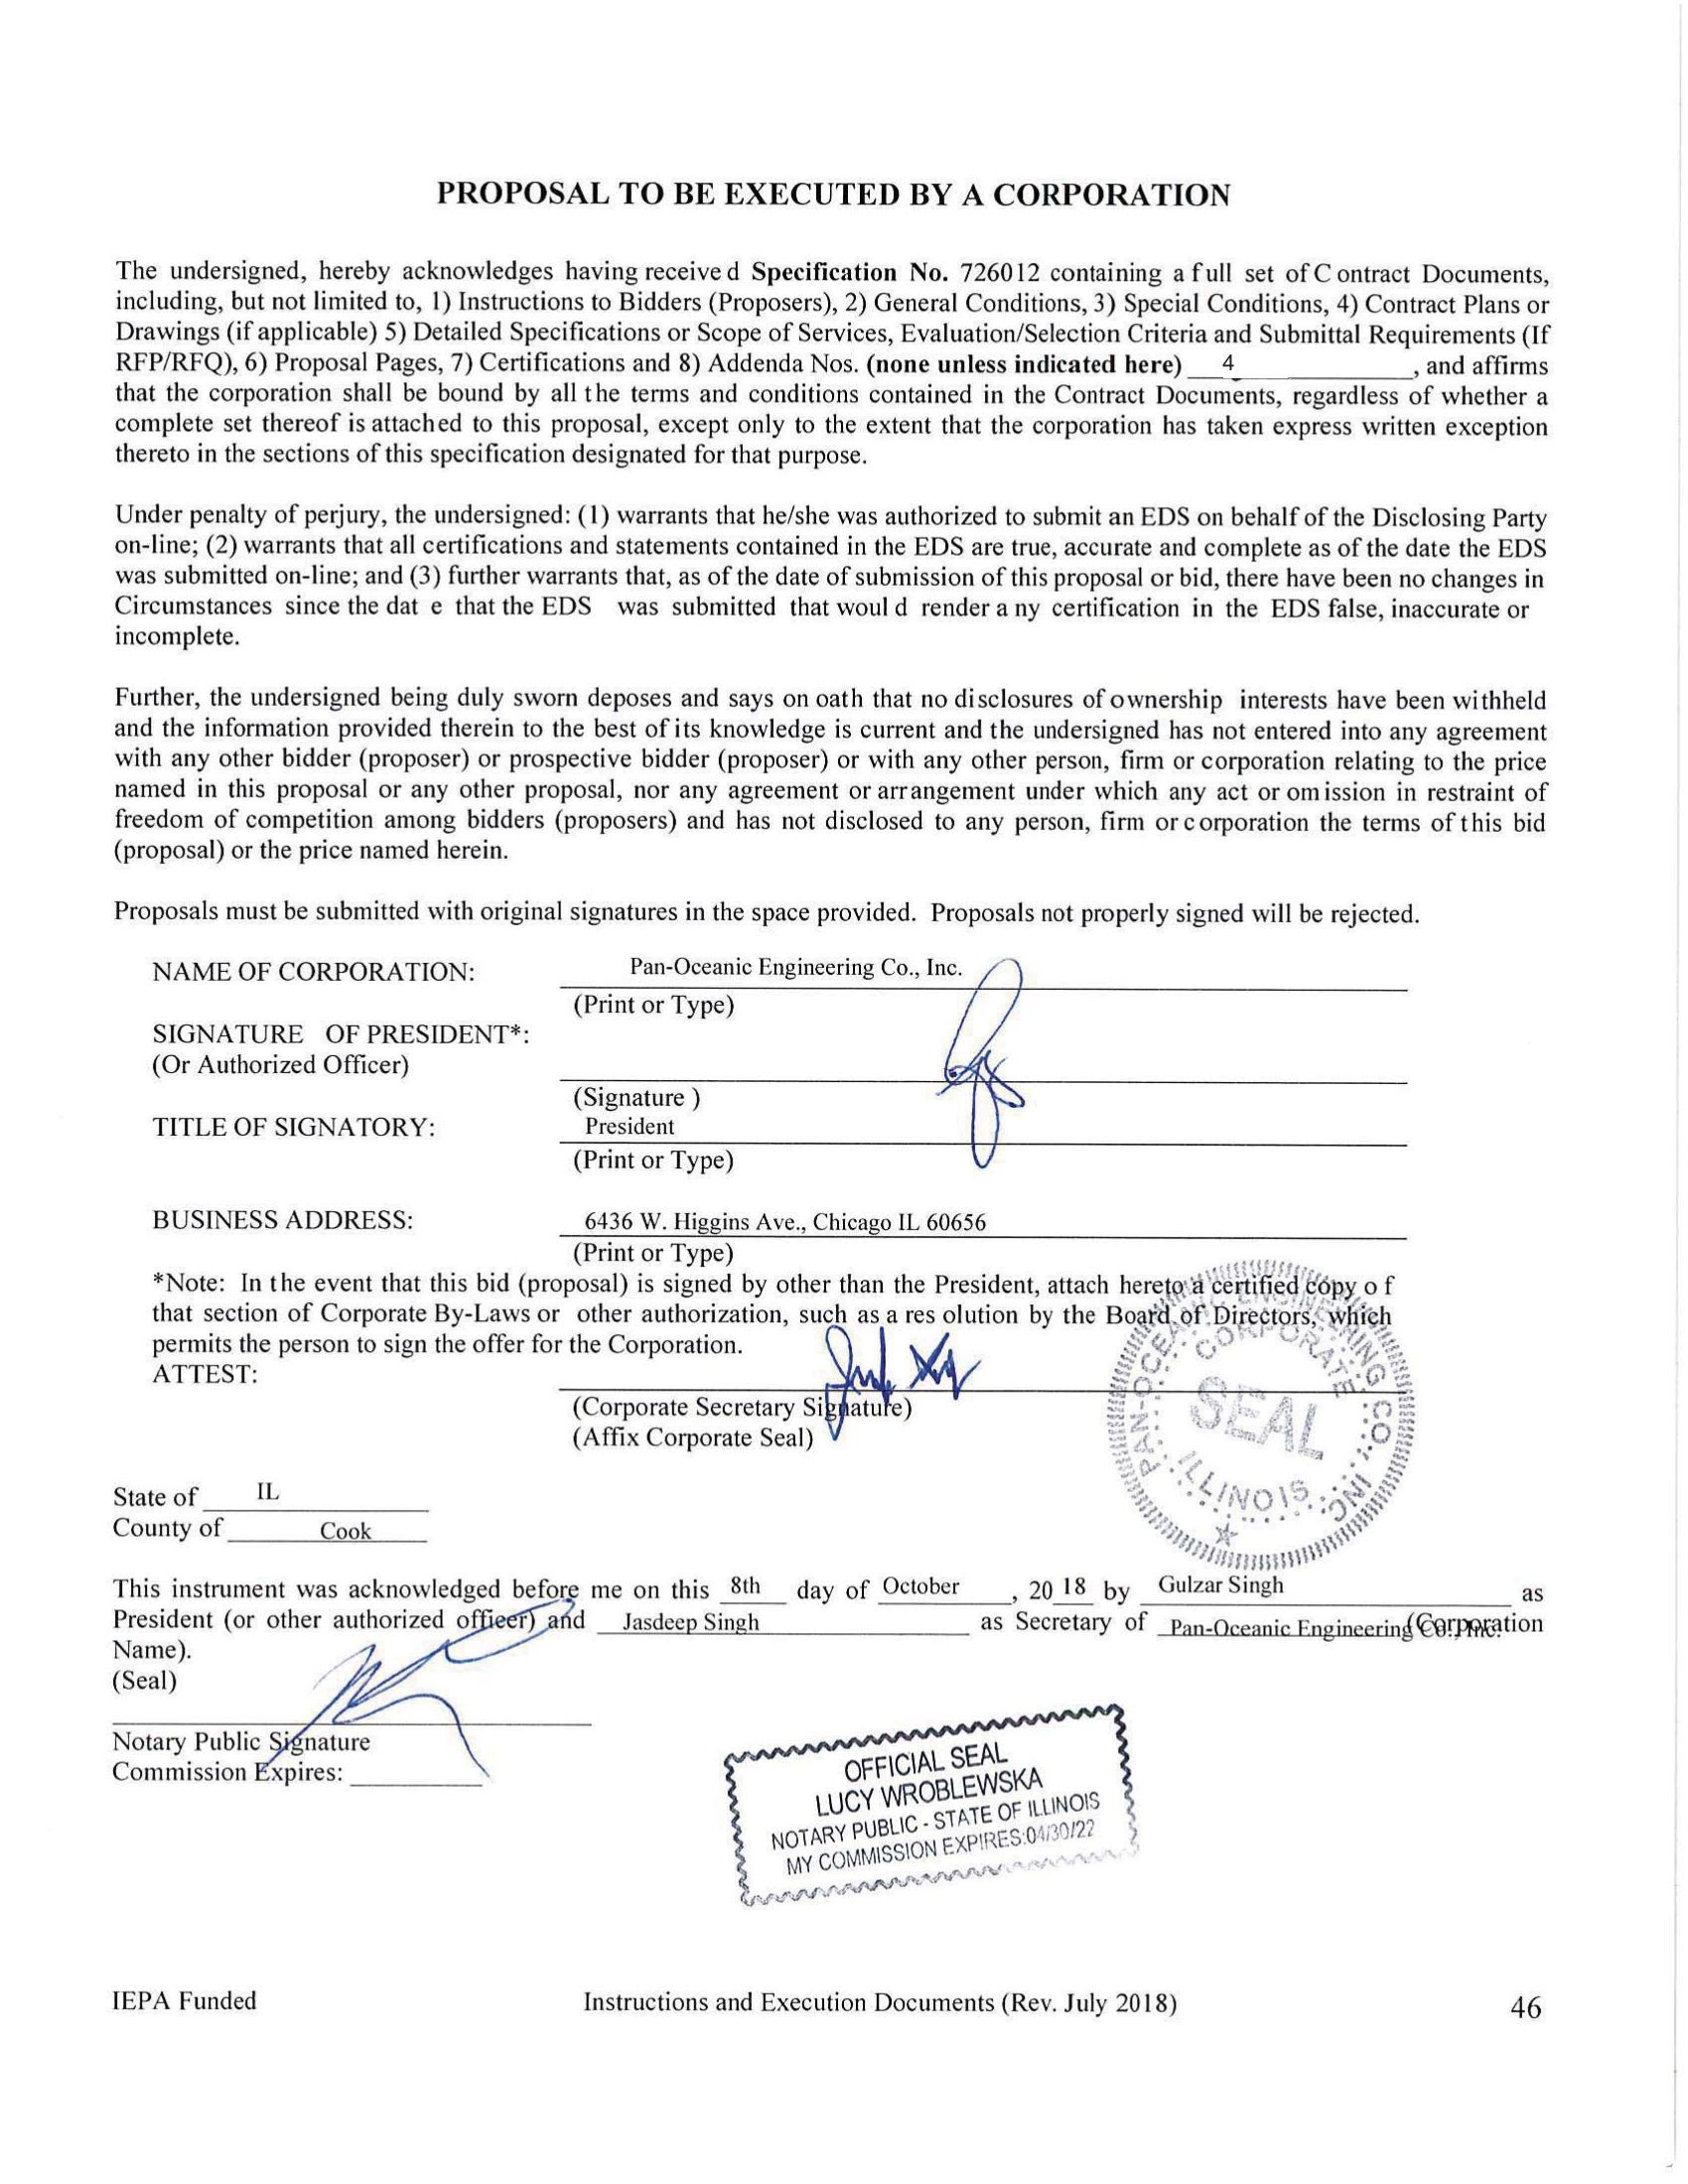 PROPOSAL TO BE EXECUTED BY A CORPORATION
The undersigned, hereby acknowledges having receive d Specification No. 726012 containing a full set of C ontract Documents,
including, but not limited to, 1) Instructions to Bidders (Proposers), 2) General Conditions, 3) Special Conditions, 4) Contract Plans or
Drawings (if applicable) 5) Detailed Specifications or Scope of Services, Evaluation/Selection Criteria and Submittal Requirements (If
RFP/RFQ), 6) Proposal Pages, 7) Certifications and 8) Addenda Nos. (none unless indicated here) 4 , and affirms
that the corporation shall be bound by all the terms and conditions contained in the Contract Documents, regardless of whether a
complete set thereof is attached to this proposal, except only to the extent that the corporation has taken express written exception
thereto in the sections of this specification designated for that purpose.
Under penalty of perjury, the undersigned: (1) warrants that he/she was authorized to submit an EDS on behalf of the Disclosing Party
on-line; (2) warrants that all certifications and statements contained in the EDS are true, accurate and complete as of the date the EDS
was submitted on-line; and (3) further warrants that, as of the date of submission of this proposal or bid, there have been no changes in
Circumstances since the dat e that the EDS was submitted that woul d render a ny certification in the EDS false, inaccurate or
incomplete.
Further, the undersigned being duly sworn deposes and says on oath that no disclosures of ownership interests have been withheld
and the information provided therein to the best of its knowledge is current and the undersigned has not entered into any agreement
with any other bidder (proposer) or prospective bidder (proposer) or with any other person, firm or corporation relating to the price
named in this proposal or any other proposal, nor any agreement or arrangement under which any act or omission in restraint of
freedom of competition among bidders (proposers) and has not disclosed to any person, firm or corporation the terms of this bid
(proposal) or the price named herein.
Proposals must be submitted with original signatures in the space provided. Proposals not properly signed will be rejected.
NAME OF CORPORATION: Pan-Oceanic Engineering Co., Inc.
(Print or Type)
SIGNATURE OF PRESIDENT*:
(Or Authorized Officer)
(Signature )
TITLE OF SIGNATORY: President
(Print or Type)
BUSINESS ADDRESS: 6436 W. Higgins Ave., Chicago IL 60656
(Print or Type)
*Note: In the event that this bid (proposal) is signed by other than the President, attach hereto a certified copy o f
that section of Corporate By-Laws or other authorization, such as a res olution by the Board of Directors, which
permits the person to sign the offer for the Corporation.
ATTEST:
(Corporate Secretary Signature)
(Affix Corporate Seal)
PAN-OCEANIC ENGINEERING CO., INC.
CORPORATE
SEAL
ILLINOIS
State of IL
County of Cook
This instrument was acknowledged before me on this 8th day of October , 20 18 by Gulzar Singh as
President (or other authorized officer) and Jasdeep Singh as Secretary of Pan-Oceanic Engineering Co., Inc. (Corporation
Name).
(Seal)
Notary Public Signature
Commission Expires:
OFFICIAL SEAL
LUCY WROBLEWSKA
NOTARY PUBLIC - STATE OF ILLINOIS
MY COMMISSION EXPIRES:04/30/22
IEPA Funded Instructions and Execution Documents (Rev. July 2018) 46